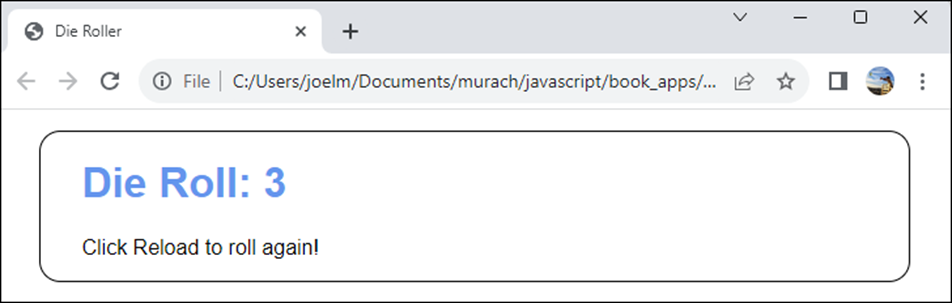 Die Roller
File C:/Users/joelm/Documents/murach/javascript/book_apps/...
Die Roll: 3
Click Reload to roll again!